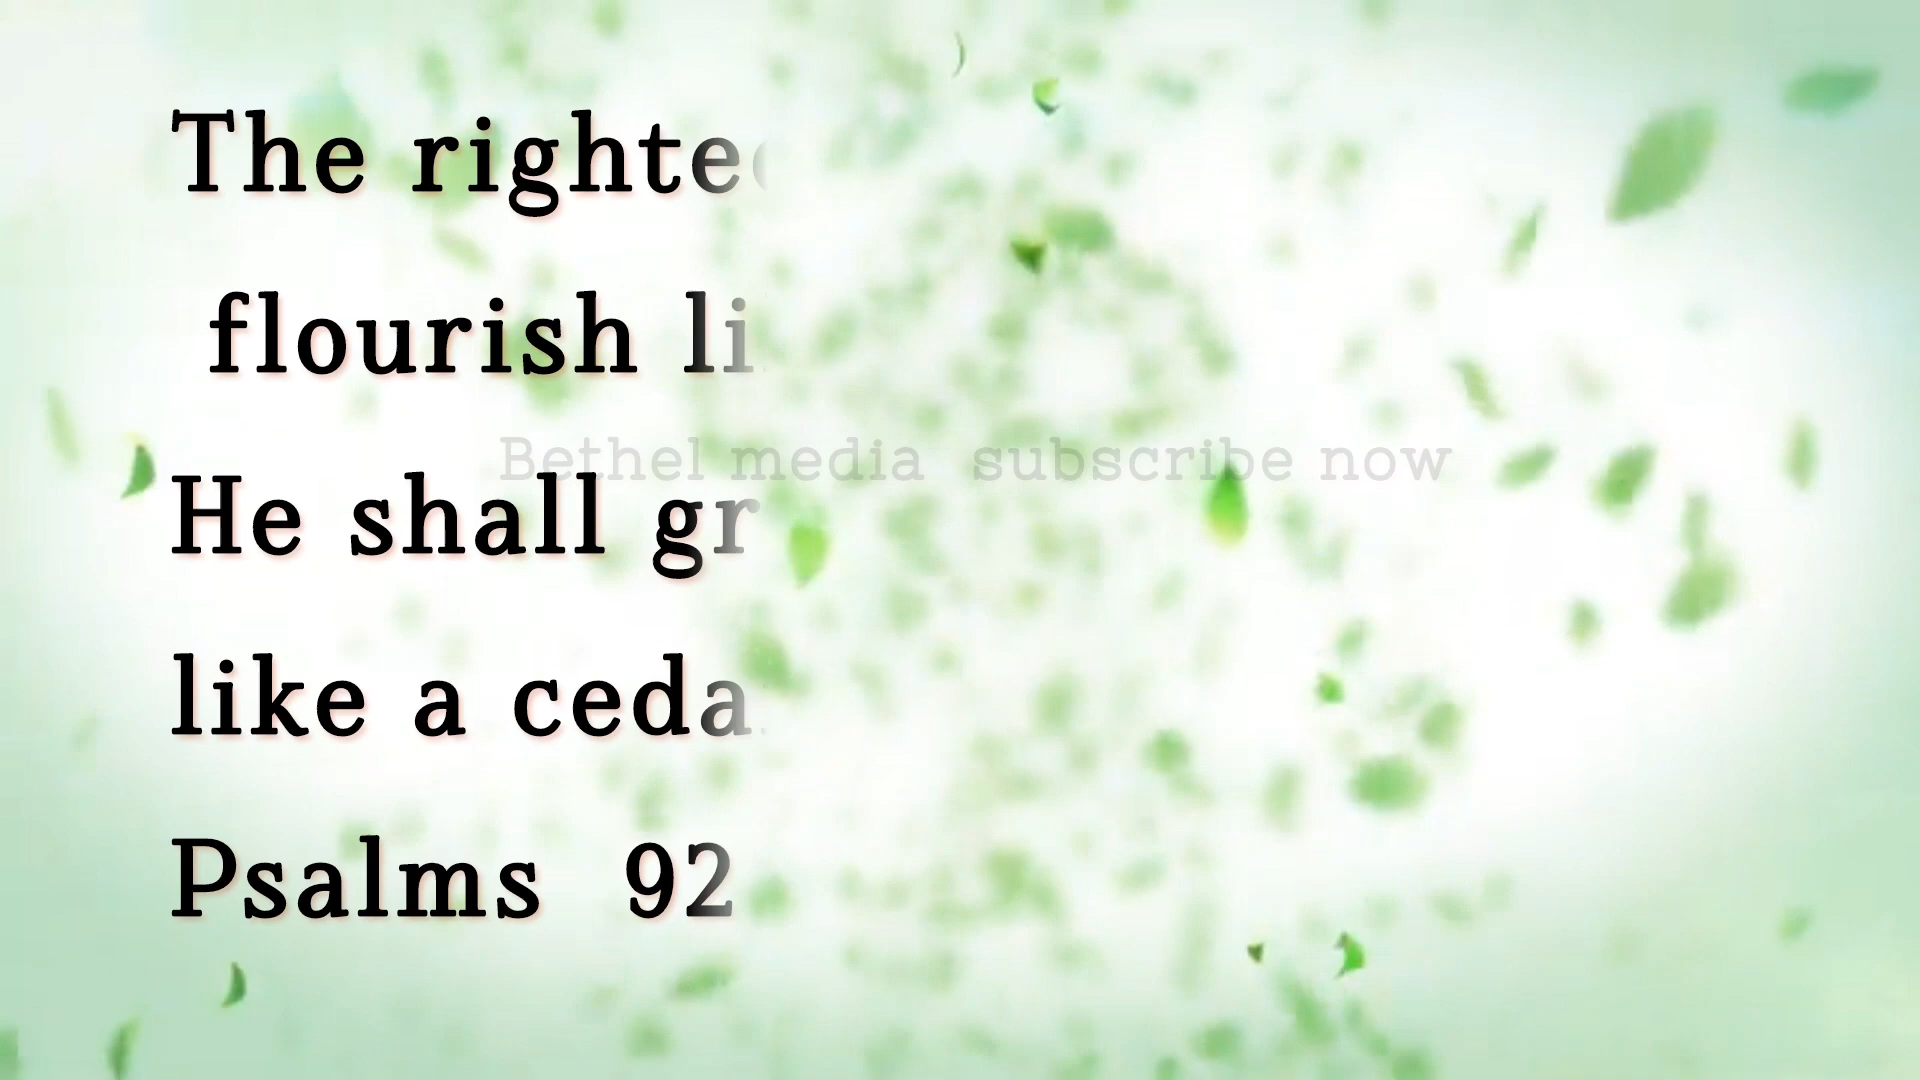 The righte
flourish li
Bethel media subscribe now
He shall gr
like a ceda
Psalms 92